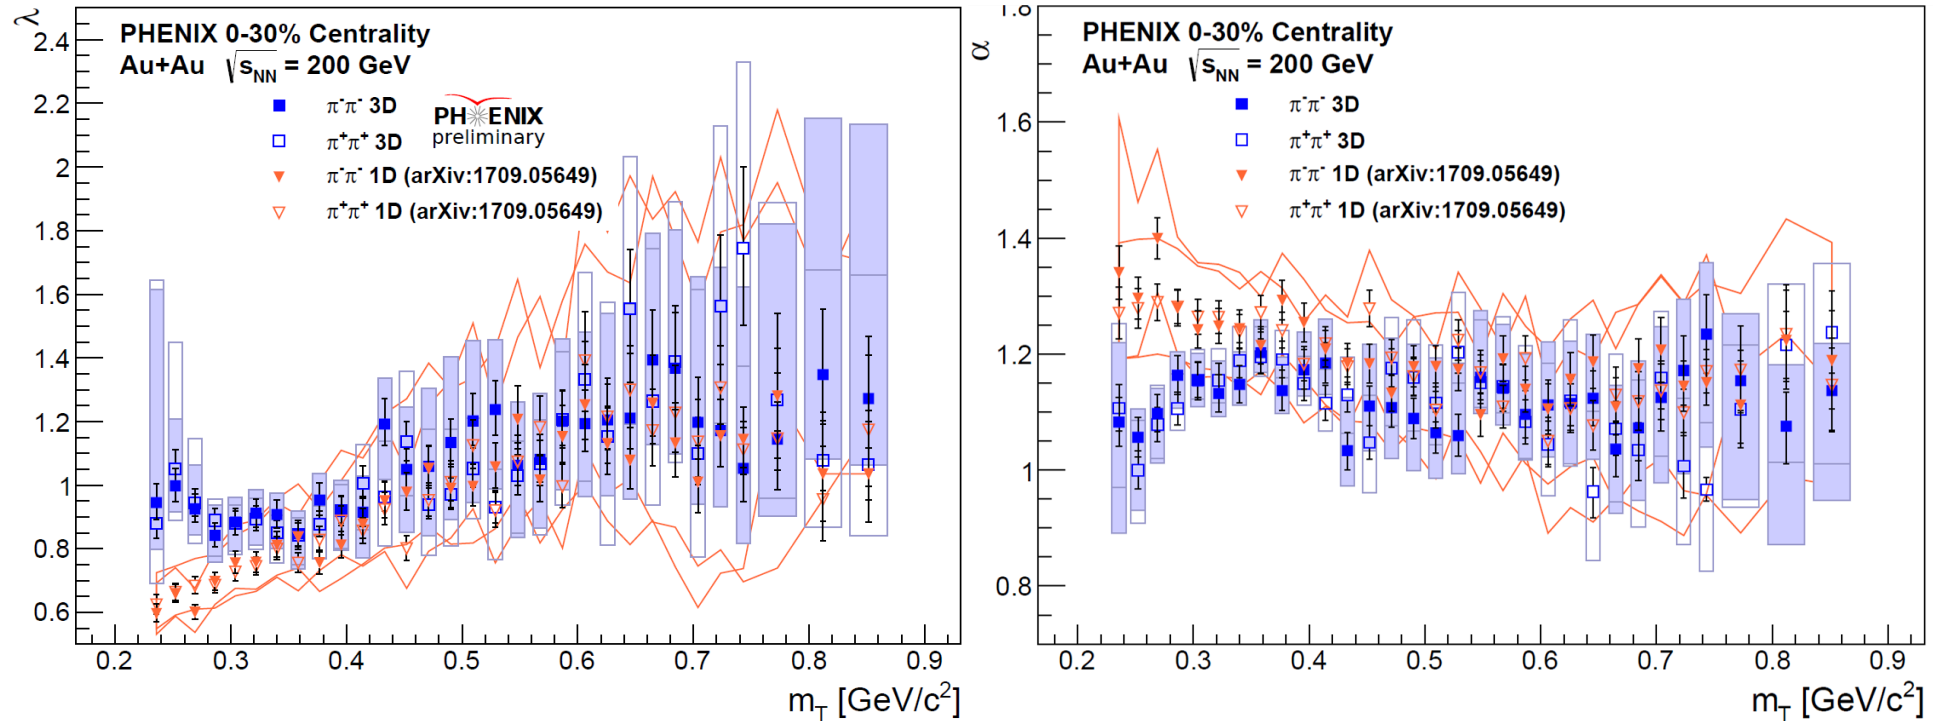 λ
PHENIX 0-30% Centrality
Au+Au √sNN = 200 GeV
π-π- 3D
π+π+ 3D
π-π- 1D (arXiv:1709.05649)
π+π+ 1D (arXiv:1709.05649)
PHENIX
preliminary
2.4
2.2
2
1.8
1.6
1.4
1.2
1
0.8
0.6
0.2 0.3 0.4 0.5 0.6 0.7 0.8 0.9
mT [GeV/c2]
α
PHENIX 0-30% Centrality
Au+Au √sNN = 200 GeV
π-π- 3D
π+π+ 3D
π-π- 1D (arXiv:1709.05649)
π+π+ 1D (arXiv:1709.05649)
1.8
1.6
1.4
1.2
1
0.8
0.2 0.3 0.4 0.5 0.6 0.7 0.8 0.9
mT [GeV/c2]